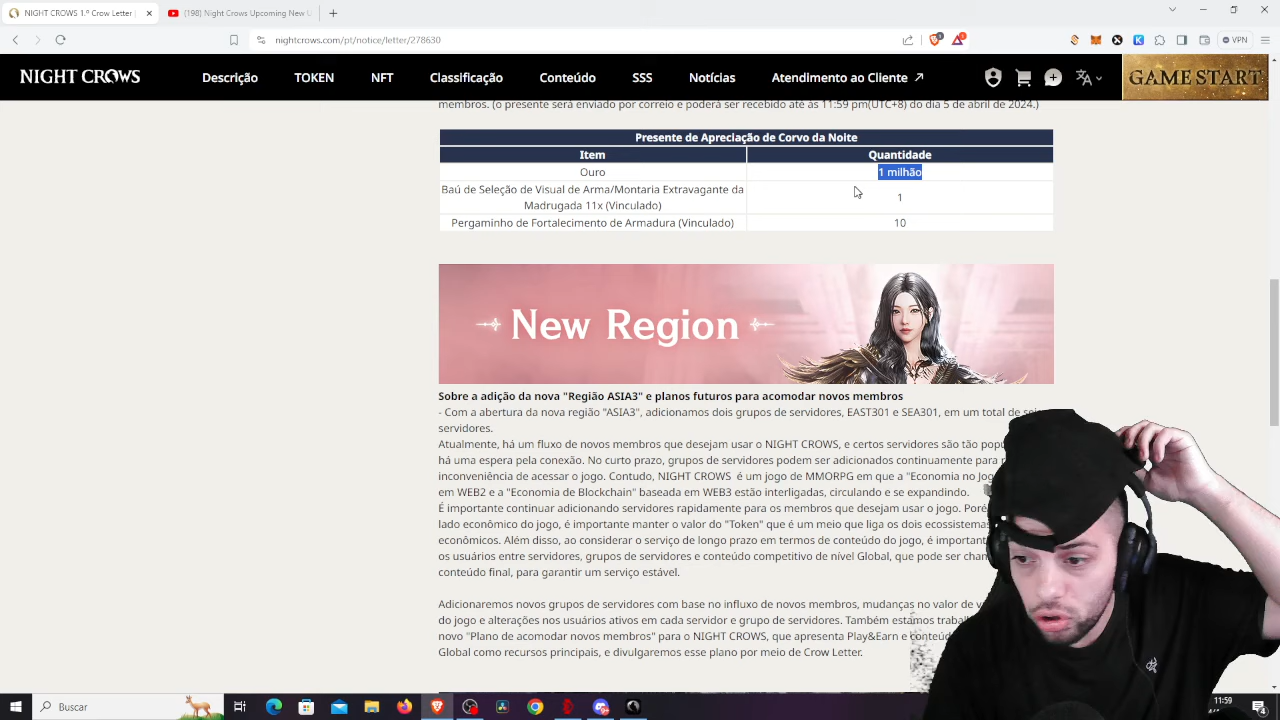 NIGHT CROWS 1.ª Crow Letter
(198) Night Crows Upcoming New U
nightcrows.com/pt/notice/letter/278630
VPN
NIGHT CROWS
Descrição
TOKEN
NFT
Classificação
Conteúdo
SSS
Notícias
Atendimento ao Cliente
GAME START
membros. (o presente será enviado por correio e poderá ser recebido até às 11:59 pm(UTC+8) do dia 5 de abril de 2024.)
Presente de Apreciação de Corvo da Noite
Item Quantidade
Ouro 1 milhão
Baú de Seleção de Visual de Arma/Montaria Extravagante da
Madrugada 11x (Vinculado) 1
Pergaminho de Fortalecimento de Armadura (Vinculado) 10
New Region
Sobre a adição da nova "Região ASIA3" e planos futuros para acomodar novos membros
- Com a abertura da nova região "ASIA3", adicionamos dois grupos de servidores, EAST301 e SEA301, em um total de
servidores.
Atualmente, há um fluxo de novos membros que desejam usar o NIGHT CROWS, e certos servidores são tão
há uma espera pela conexão. No curto prazo, grupos de servidores podem ser adicionados continuamente para
inconveniência de acessar o jogo. Contudo, NIGHT CROWS é um jogo de MMORPG em que a "Economia no
em WEB2 e a "Economia de Blockchain" baseada em WEB3 estão interligadas, circulando e se expandindo.
É importante continuar adicionando servidores rapidamente para os membros que desejam usar o jogo.
lado econômico do jogo, é importante manter o valor do "Token" que é um meio que liga os dois ecossistemas
econômicos. Além disso, ao considerar o serviço de longo prazo em termos de conteúdo do jogo, é
os usuários entre servidores, grupos de servidores e conteúdo competitivo de nível Global, que pode ser
conteúdo final, para garantir um serviço estável.
Adicionaremos novos grupos de servidores com base no influxo de novos membros, mudanças no valor de
do jogo e alterações nos usuários ativos em cada servidor e grupo de servidores. Também estamos
novo "Plano de acomodar novos membros" para o NIGHT CROWS, que apresenta Play&Earn e
Global como recursos principais, e divulgaremos esse plano por meio de Crow Letter.
Buscar
11:59